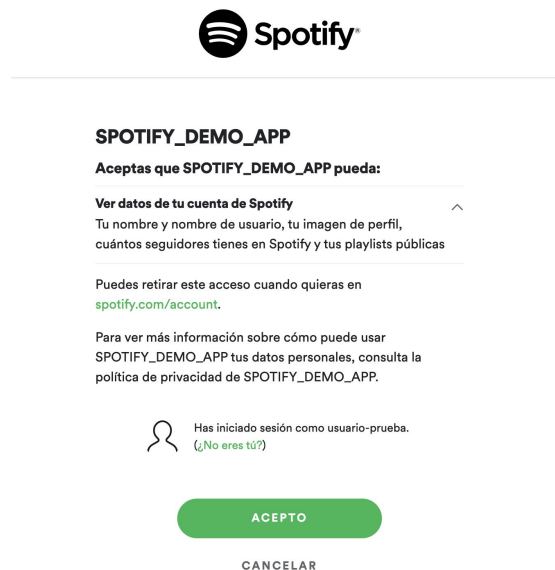 Spotify®
SPOTIFY_DEMO_APP
Aceptas que SPOTIFY_DEMO_APP pueda:
Ver datos de tu cuenta de Spotify
Tu nombre y nombre de usuario, tu imagen de perfil,
cuántos seguidores tienes en Spotify y tus playlists públicas
Puedes retirar este acceso cuando quieras en
spotify.com/account.
Para ver más información sobre cómo puede usar
SPOTIFY_DEMO_APP tus datos personales, consulta la
política de privacidad de SPOTIFY_DEMO_APP.
Has iniciado sesión como usuario-prueba.
(¿No eres tú?)
ACEPTO
CANCELAR